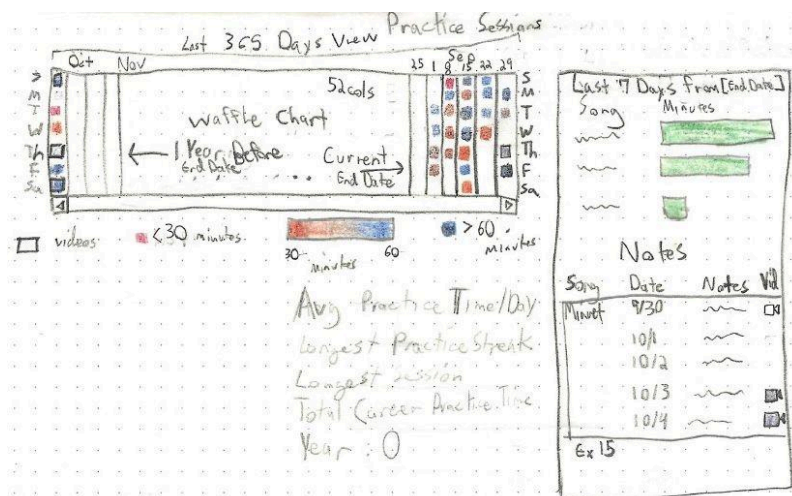 Practice Sessions
Last 365 Days View
Oct Nov 25 1 8 15 22 29
Sep
S S
M M
T T
W W
Th Th
F F
Sa Sa
52cols
Waffle Chart
1 Year Before
End Date
Current
End Date
videos
<30 minutes
30 60
minutes
>60
minutes
Avg Practice Time/Day
Longest Practice Streak
Longest session
Total Career Practice Time
Year : 0
Last 7 Days from [End Date]
Song Minutes
Notes
Song Date Notes Vid
Minuet 9/30
10/1
10/2
10/3
10/4
Ex 15